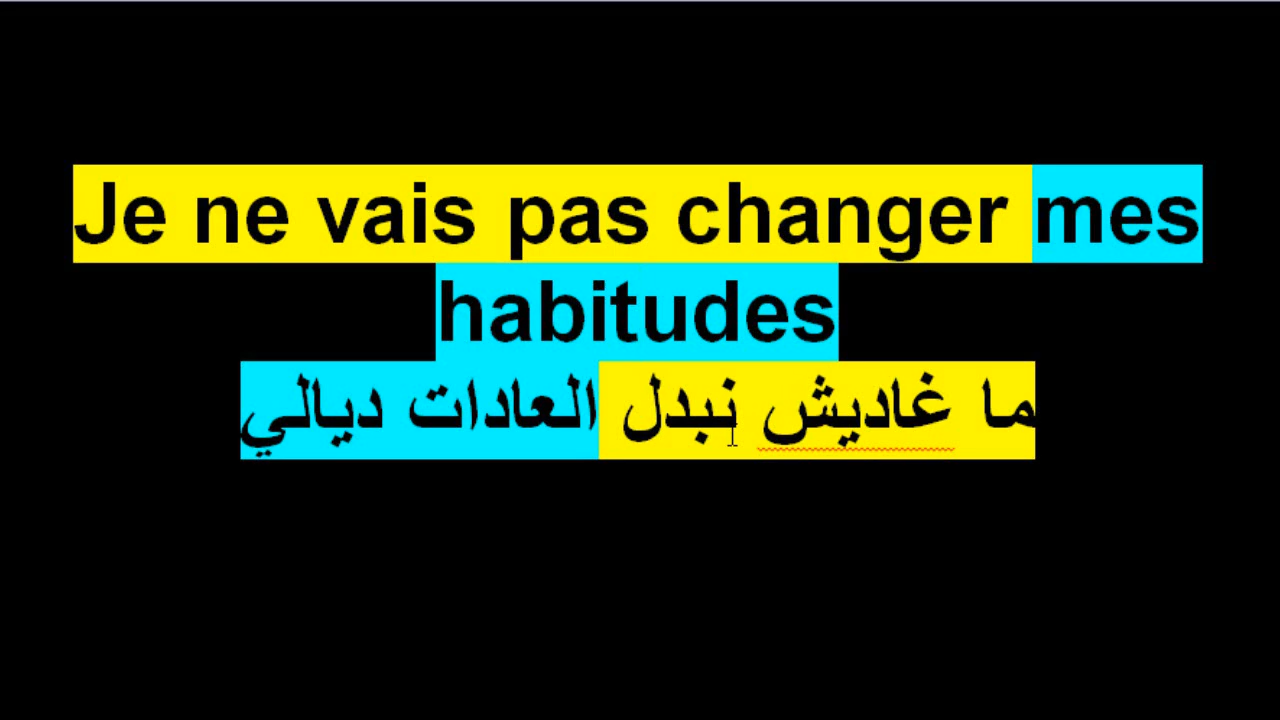 Je ne vais pas changer mes
habitudes
ما غاديش نبدل العادات ديالي